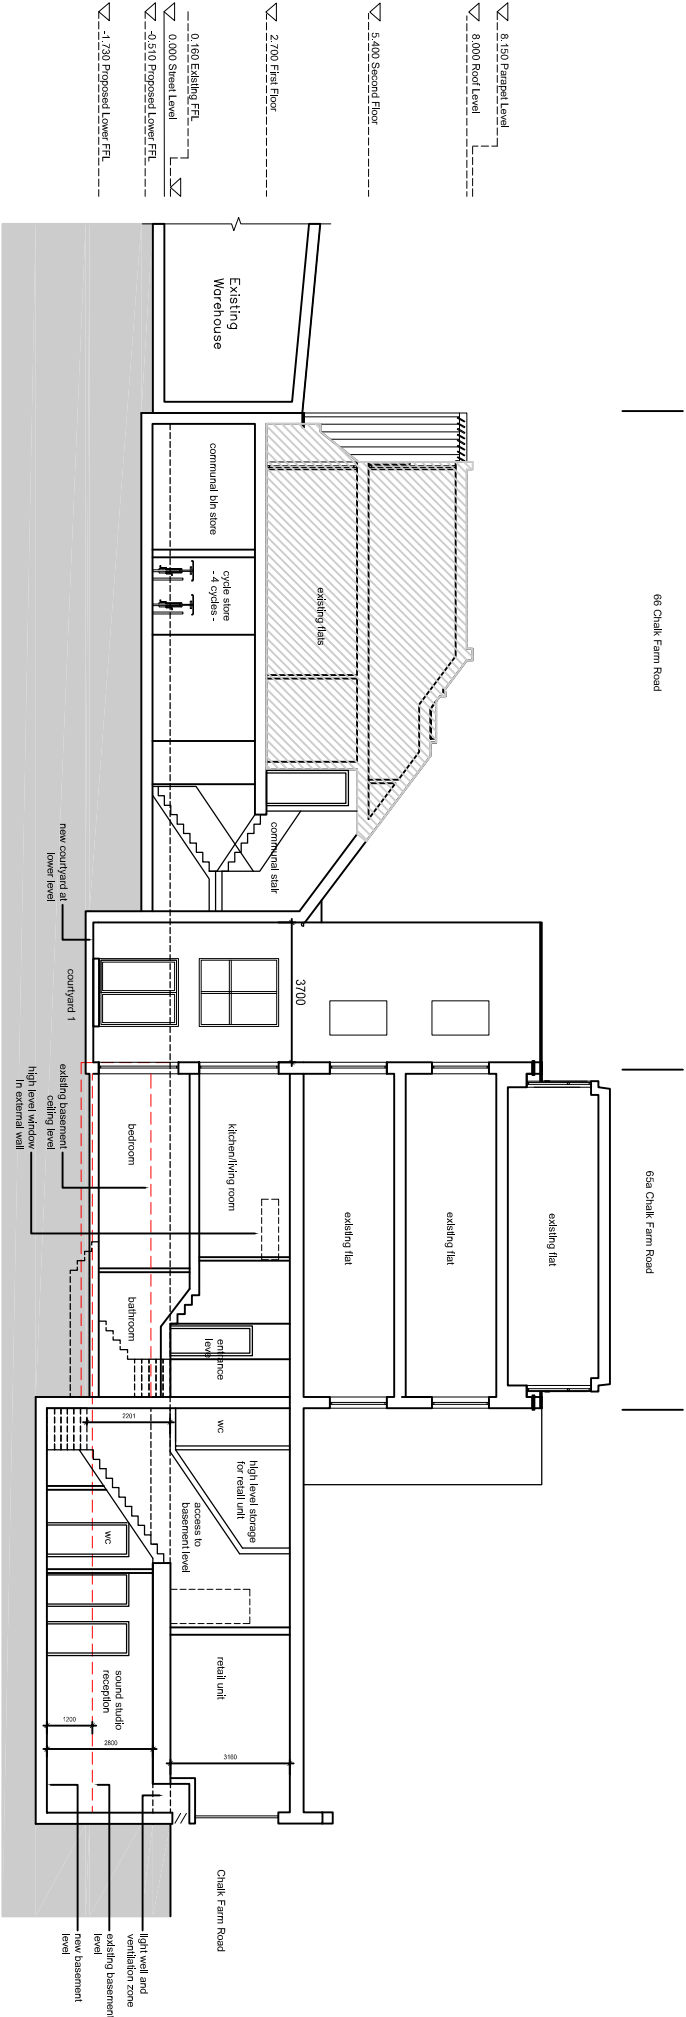 8.150 Parapet Level
8.000 Roof Level
5.400 Second Floor
2.700 First Floor
0.160 Existing FFL
0.000 Street Level
-0.510 Proposed Lower FFL
-1.730 Proposed Lower FFL
66 Chalk Farm Road
65a Chalk Farm Road
Existing
Warehouse
communal bin store
cycle store
- 4 cycles -
existing flats
communal stair
new courtyard at
lower level
courtyard 1
3700
existing basement
ceiling level
high level window
in external wall
bedroom
kitchen/living room
existing flat
existing flat
existing flat
bathroom
entrance
level
2201
wc
high level storage
for retail unit
access to
basement level
wc
retail unit
sound studio
reception
1200
2800
3160
Chalk Farm Road
light well and
ventilation zone
existing basement
level
new basement
level